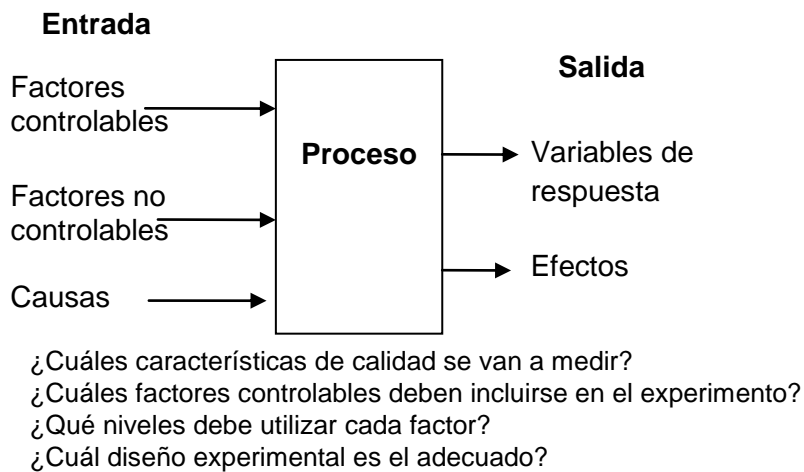 Entrada
Salida
Factores
controlables
Proceso
Variables de
respuesta
Factores no
controlables
Efectos
Causas
¿Cuáles características de calidad se van a medir?
¿Cuáles factores controlables deben incluirse en el experimento?
¿Qué niveles debe utilizar cada factor?
¿Cuál diseño experimental es el adecuado?